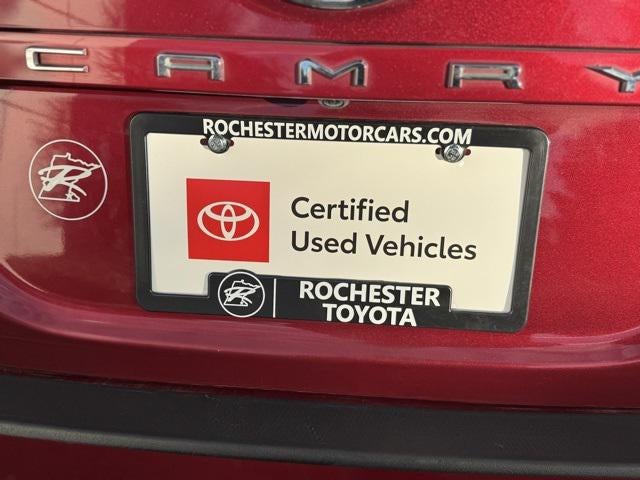 CAMRY
ROCHESTERMOTORCARS.COM
Certified
Used Vehicles
ROCHESTER
TOYOTA